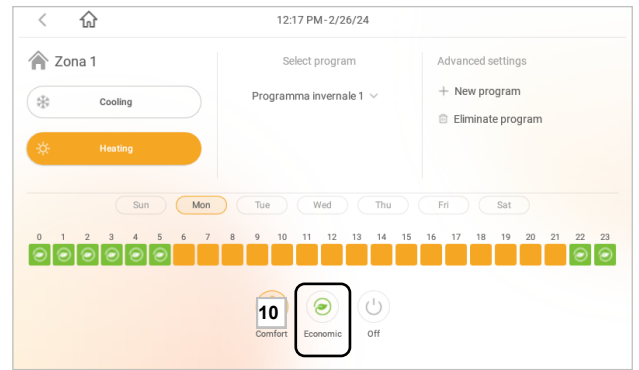 12:17 PM-2/26/24
Zona 1
Select program
Advanced settings
Cooling
Programma invernale 1
New program
Eliminate program
Heating
Sun Mon Tue Wed Thu Fri Sat
0 1 2 3 4 5 6 7 8 9 10 11 12 13 14 15 16 17 18 19 20 21 22 23
10
Comfort Economic Off